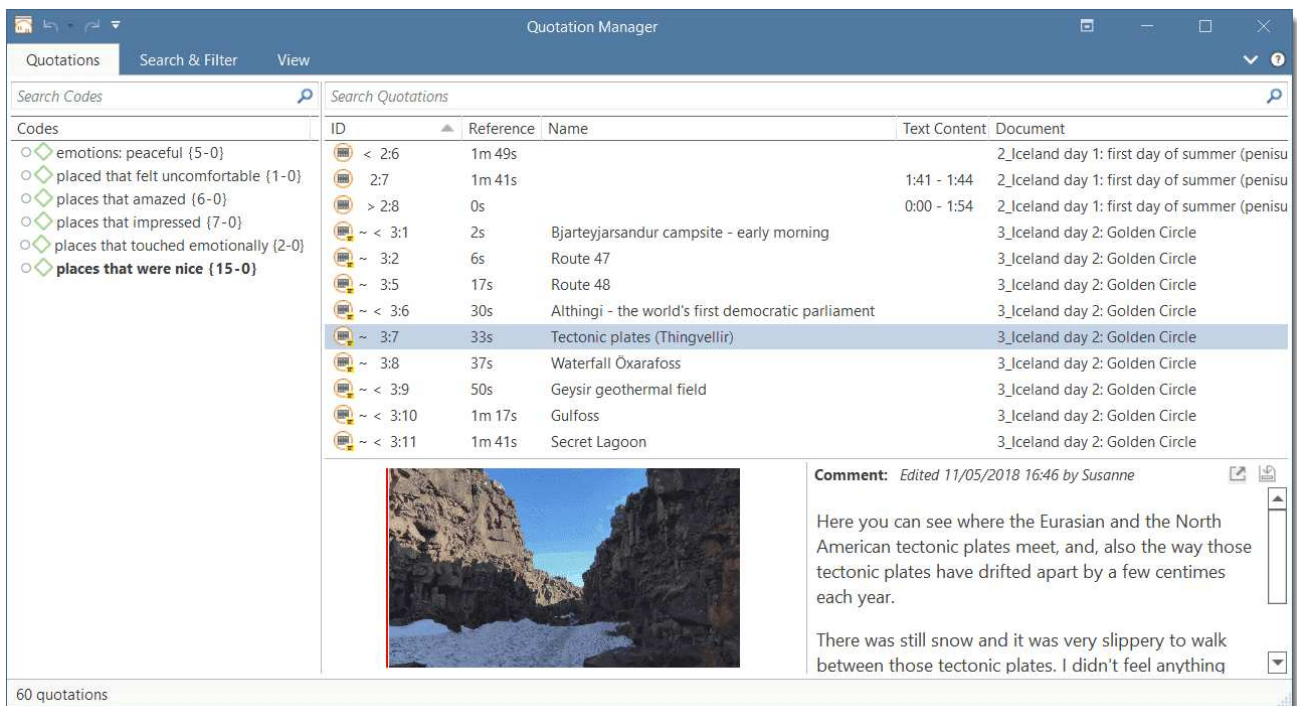 Quotation Manager
Quotations Search & Filter View
Search Codes Search Quotations
Codes
emotions: peaceful {5-0}
placed that felt uncomfortable {1-0}
places that amazed {6-0}
places that impressed {7-0}
places that touched emotionally {2-0}
places that were nice {15-0}
ID Reference Name Text Content Document
< 2:6 1m 49s 2_Iceland day 1: first day of summer (penisu
2:7 1m 41s 1:41 - 1:44 2_Iceland day 1: first day of summer (penisu
> 2:8 0s 0:00 - 1:54 2_Iceland day 1: first day of summer (penisu
~ < 3:1 2s Bjarteyjarsandur campsite - early morning 3_Iceland day 2: Golden Circle
~ 3:2 6s Route 47 3_Iceland day 2: Golden Circle
~ 3:5 17s Route 48 3_Iceland day 2: Golden Circle
~ < 3:6 30s Althingi - the world's first democratic parliament 3_Iceland day 2: Golden Circle
~ 3:7 33s Tectonic plates (Thingvellir) 3_Iceland day 2: Golden Circle
~ 3:8 37s Waterfall Öxarafoss 3_Iceland day 2: Golden Circle
~ < 3:9 50s Geysir geothermal field 3_Iceland day 2: Golden Circle
~ < 3:10 1m 17s Gulfoss 3_Iceland day 2: Golden Circle
~ < 3:11 1m 41s Secret Lagoon 3_Iceland day 2: Golden Circle
Comment: Edited 11/05/2018 16:46 by Susanne
Here you can see where the Eurasian and the North
American tectonic plates meet, and, also the way those
tectonic plates have drifted apart by a few centimes
each year.
There was still snow and it was very slippery to walk
between those tectonic plates. I didn't feel anything
60 quotations